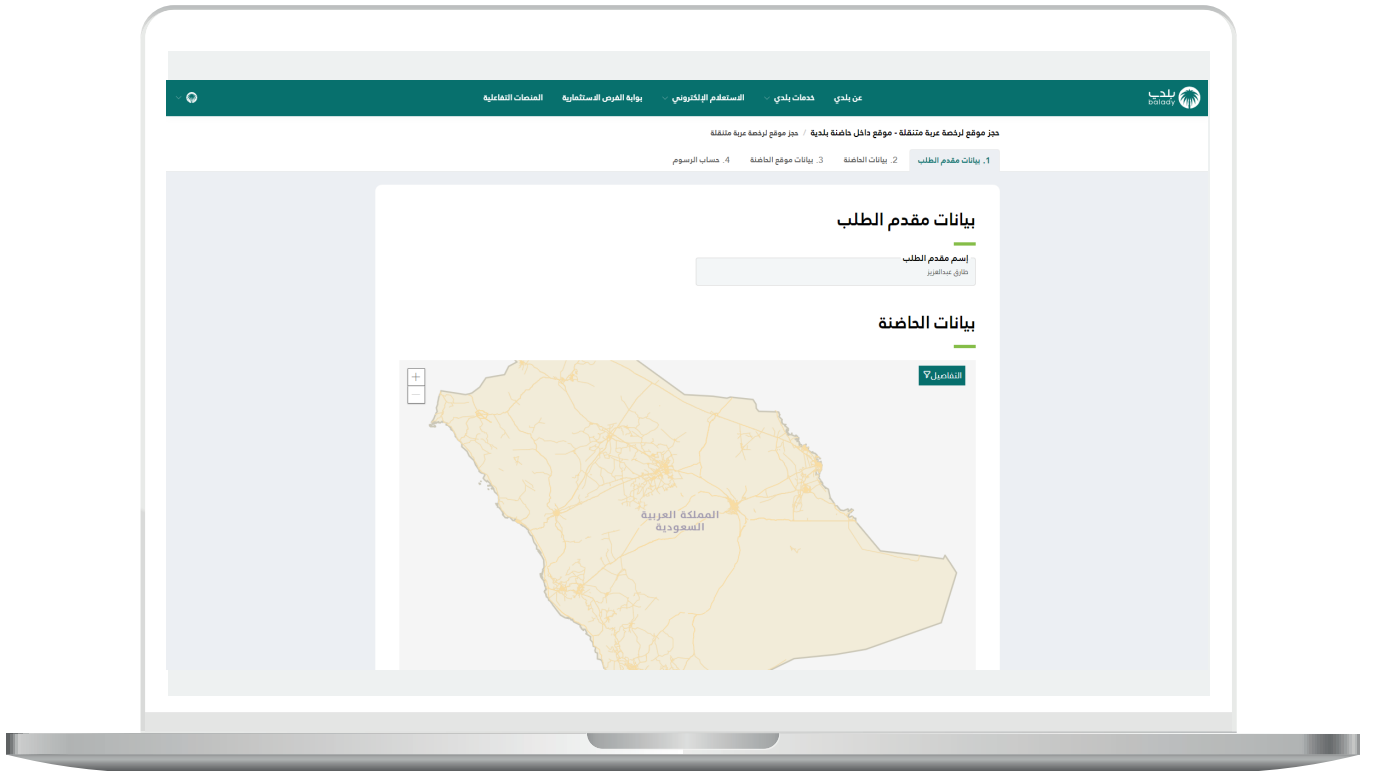 بلدي
balady
عن بلدي
خدمات بلدي
الاستعلام الإلكتروني
بوابة الفرص الاستثمارية
المنصات التفاعلية
حجز موقع لرخصة عربة متنقلة - موقع داخل حاضنة بلدية / حجز موقع لرخصة عربة متنقلة
1. بيانات مقدم الطلب
2. بيانات الحاضنة
3. بيانات موقع الحاضنة
4. حساب الرسوم
بيانات مقدم الطلب
إسم مقدم الطلب
طارق عبدالعزيز
بيانات الحاضنة
التفاصيل
+
−
المملكة العربية
السعودية